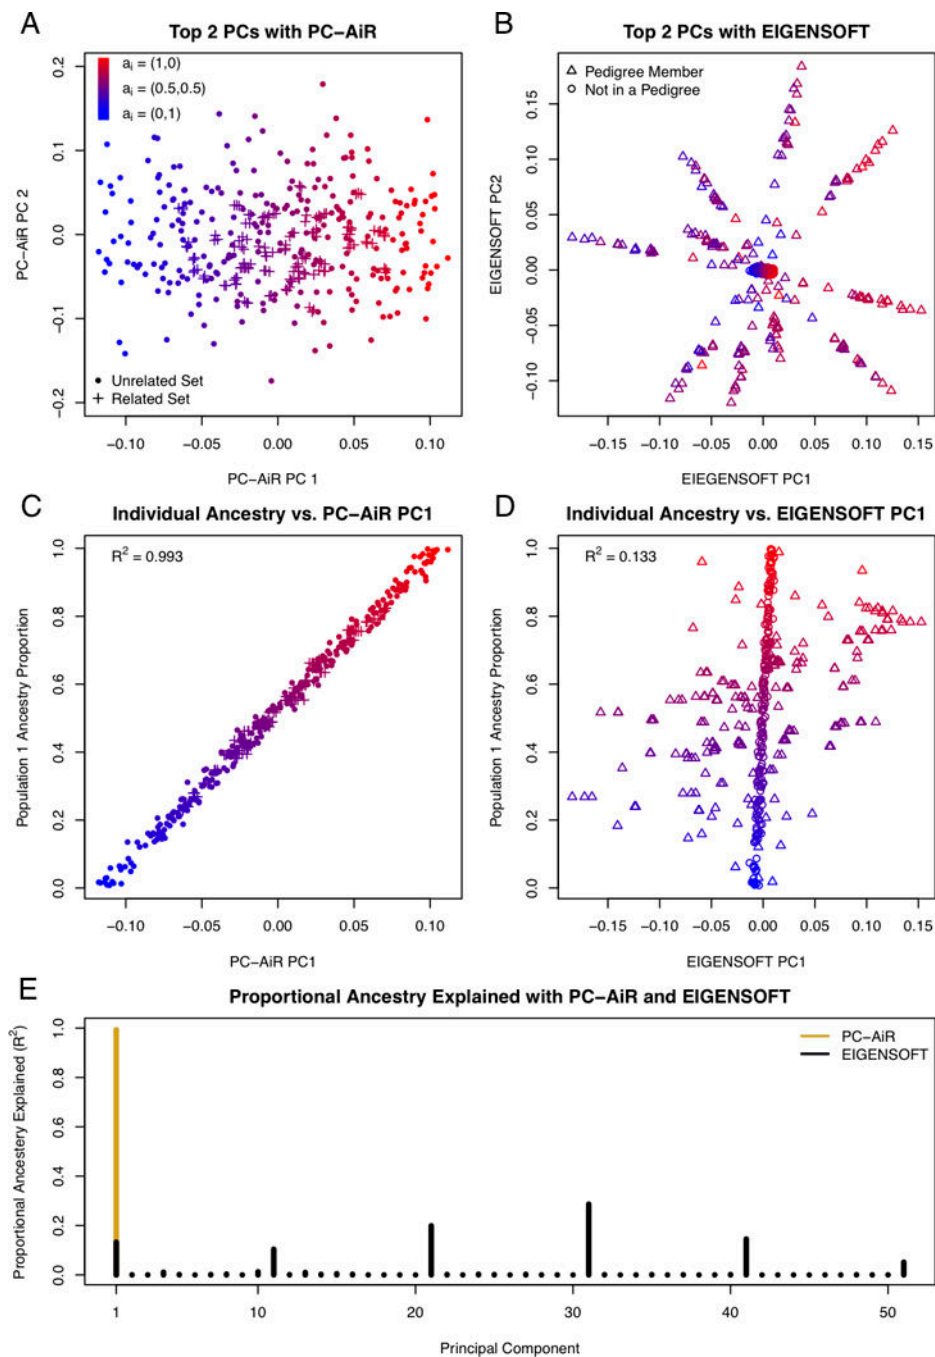 A
Top 2 PCs with PC−AiR
aᵢ = (1,0)
aᵢ = (0.5,0.5)
aᵢ = (0,1)
Unrelated Set
Related Set
PC−AiR PC 2
0.2
0.1
0.0
−0.1
−0.2
−0.10
−0.05
0.00
0.05
0.10
PC−AiR PC 1
B
Top 2 PCs with EIGENSOFT
Pedigree Member
Not in a Pedigree
EIGENSOFT PC2
0.15
0.10
0.05
0.00
−0.05
−0.10
−0.15
−0.05
0.00
0.05
0.10
0.15
EIEGENSOFT PC1
C
Individual Ancestry vs. PC−AiR PC1
R² = 0.993
Population 1 Ancestry Proportion
1.0
0.8
0.6
0.4
0.2
0.0
−0.10
−0.05
0.00
0.05
0.10
PC−AiR PC1
D
Individual Ancestry vs. EIGENSOFT PC1
R² = 0.133
Population 1 Ancestry Proportion
1.0
0.8
0.6
0.4
0.2
0.0
−0.15
−0.05
0.00
0.05
0.10
0.15
EIGENSOFT PC1
E
Proportional Ancestry Explained with PC−AiR and EIGENSOFT
PC−AiR
EIGENSOFT
Proportional Ancestery Explained (R²)
1.0
0.8
0.6
0.4
0.2
0.0
1
10
20
30
40
50
Principal Component